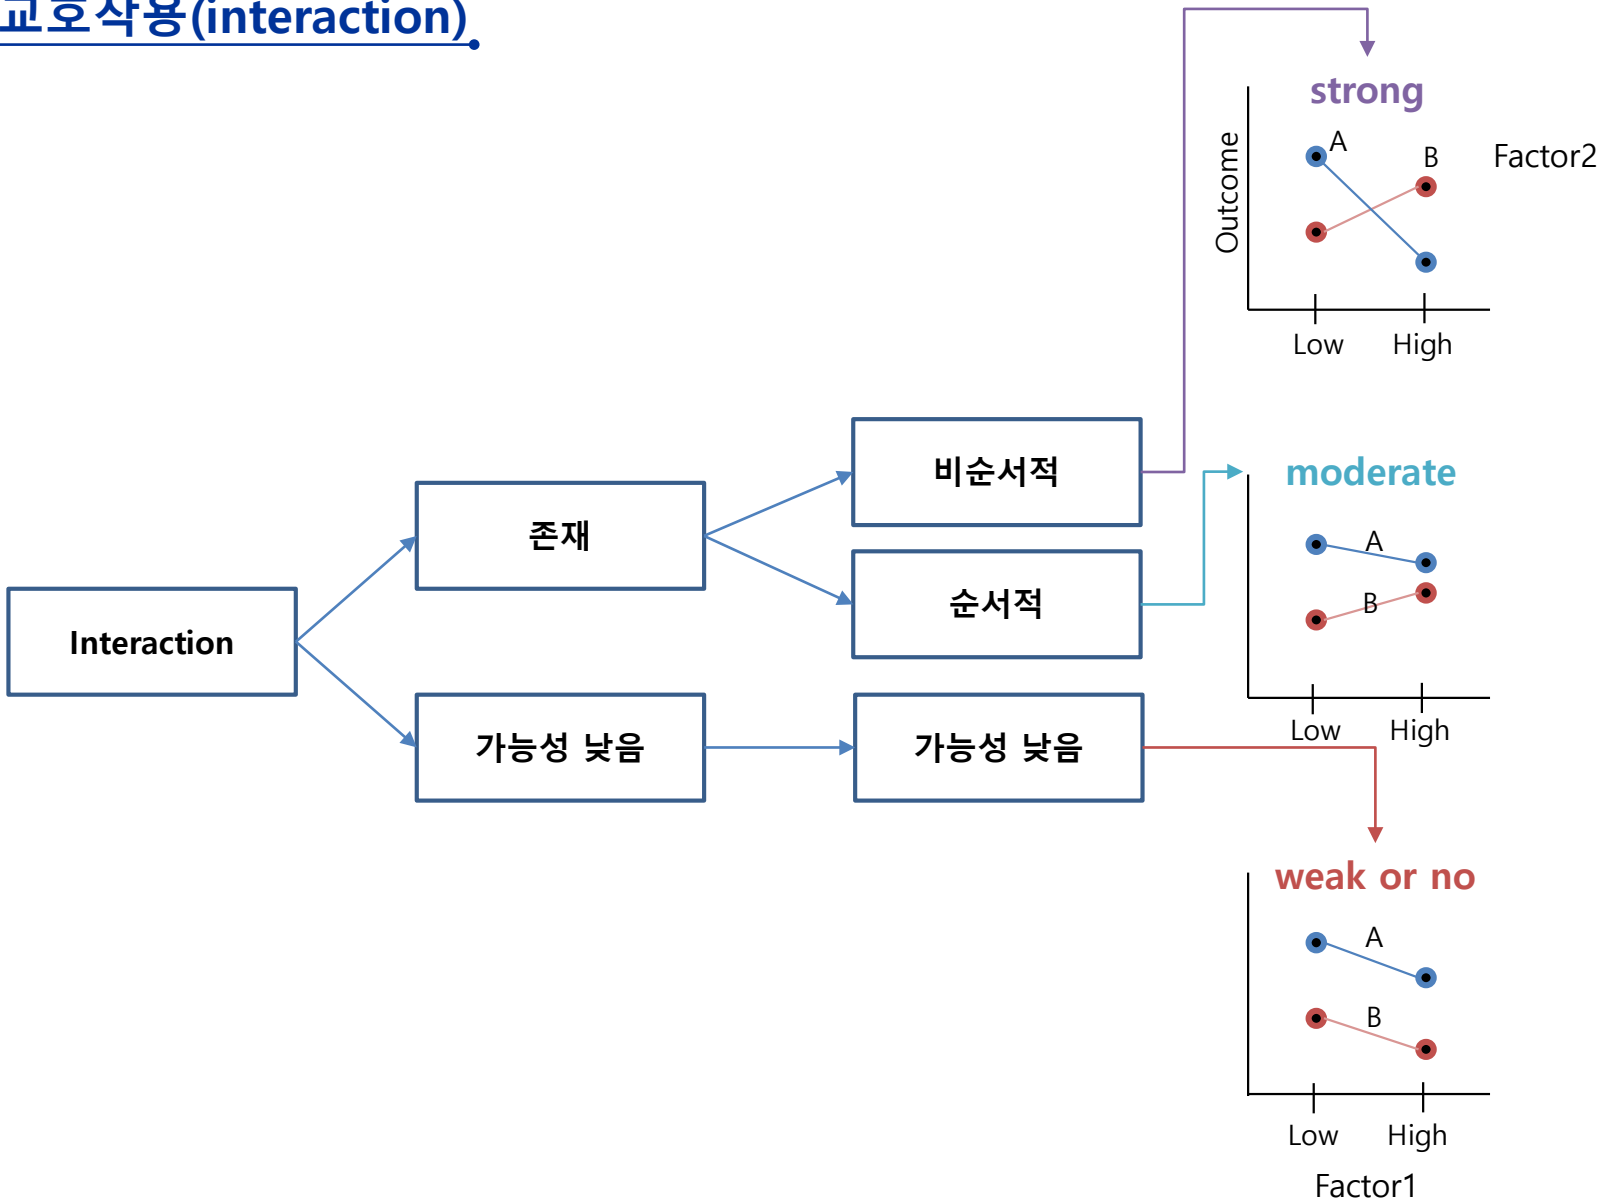 교호작용(interaction)
strong
A
B
Factor2
Outcome
Low High
비순서적
moderate
존재
A
순서적
B
Interaction
Low High
가능성 낮음
가능성 낮음
weak or no
A
B
Low High
Factor1